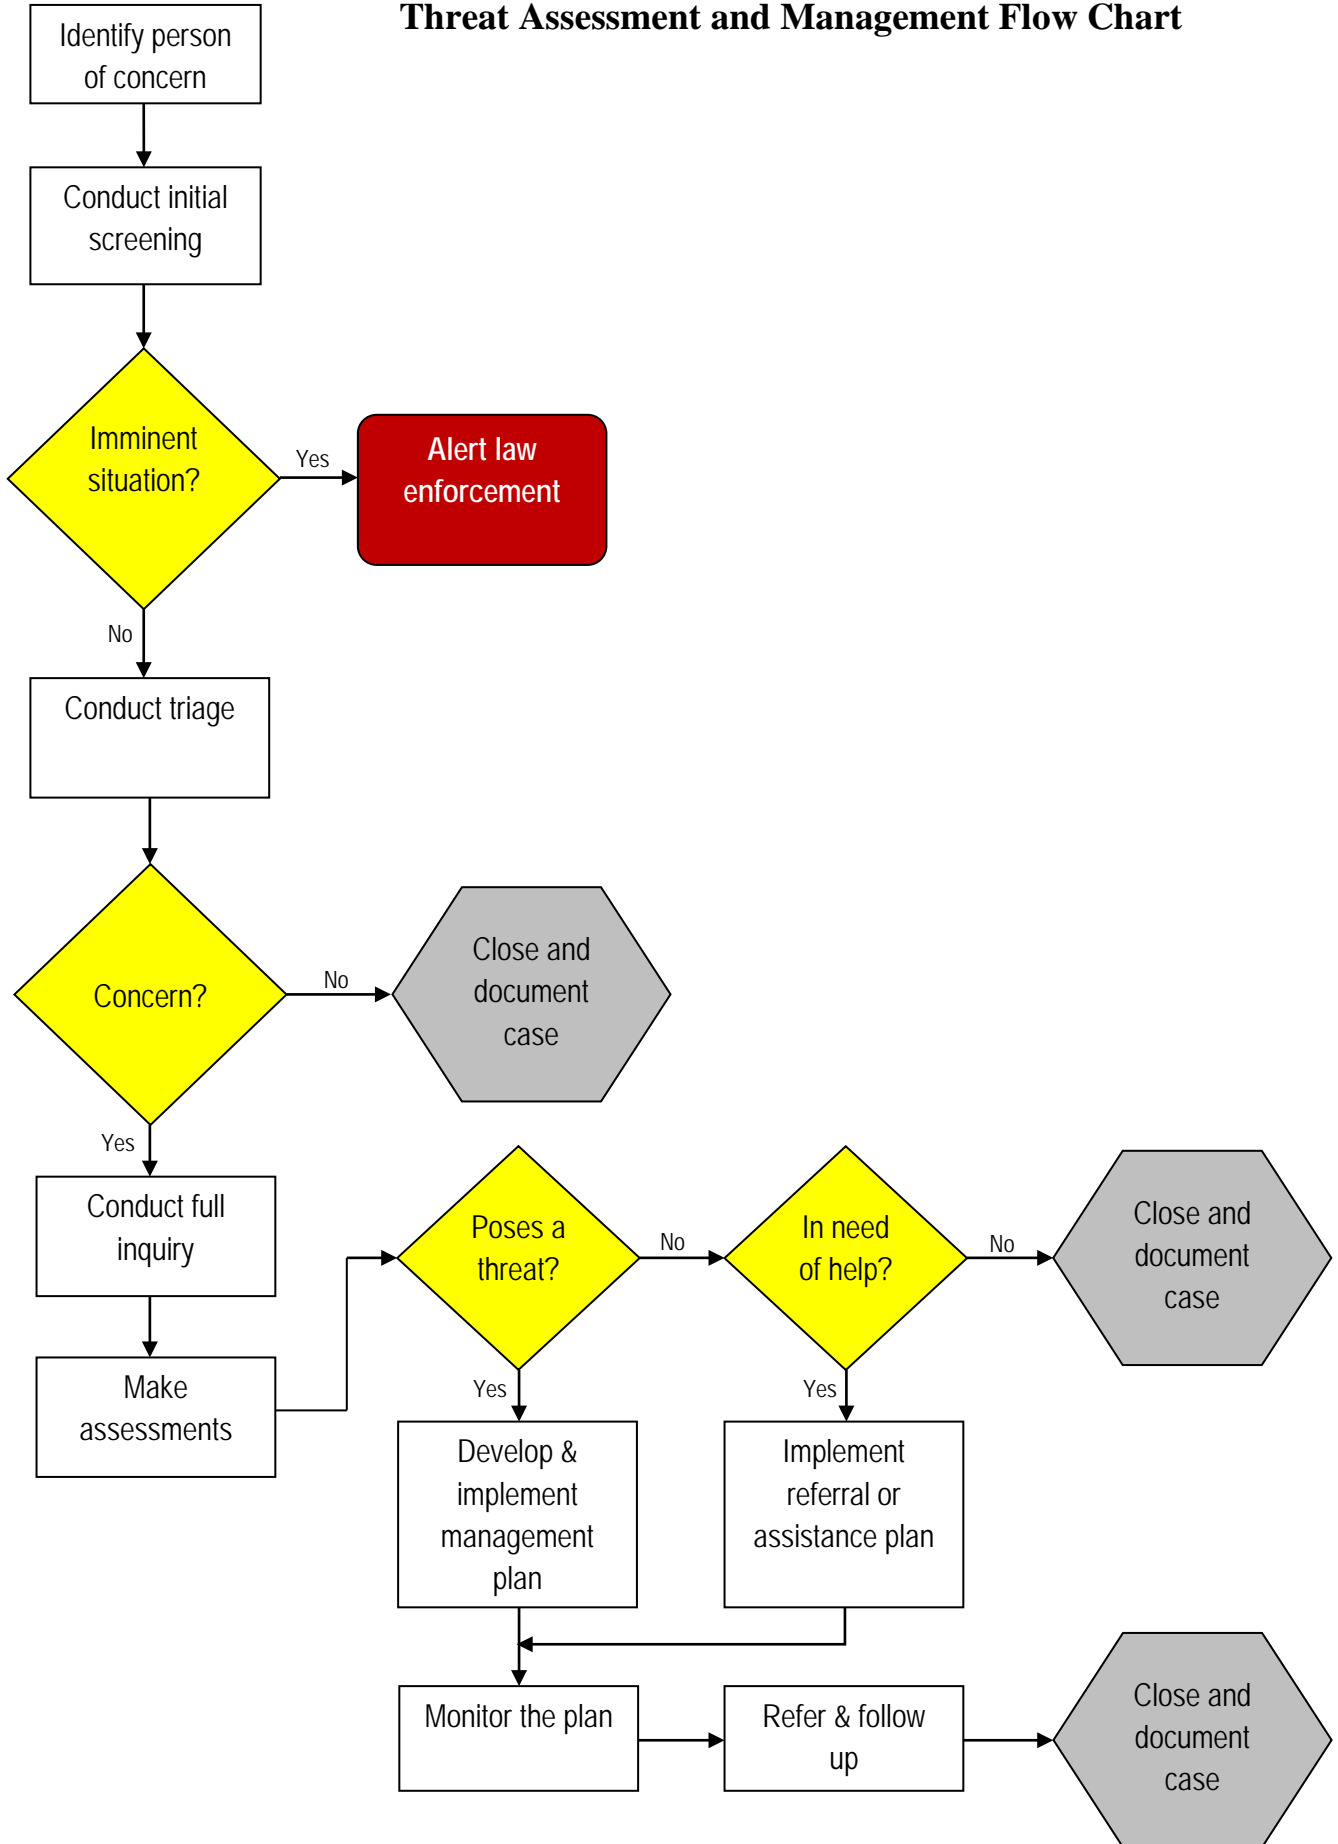 Threat Assessment and Management Flow Chart
Identify person
of concern
Conduct initial
screening
Imminent
situation?
Yes
Alert law
enforcement
No
Conduct triage
Concern?
No
Close and
document
case
Yes
Conduct full
inquiry
Make
assessments
Poses a
threat?
No
In need
of help?
No
Close and
document
case
Yes
Develop &
implement
management
plan
Yes
Implement
referral or
assistance plan
Monitor the plan
Refer & follow
up
Close and
document
case